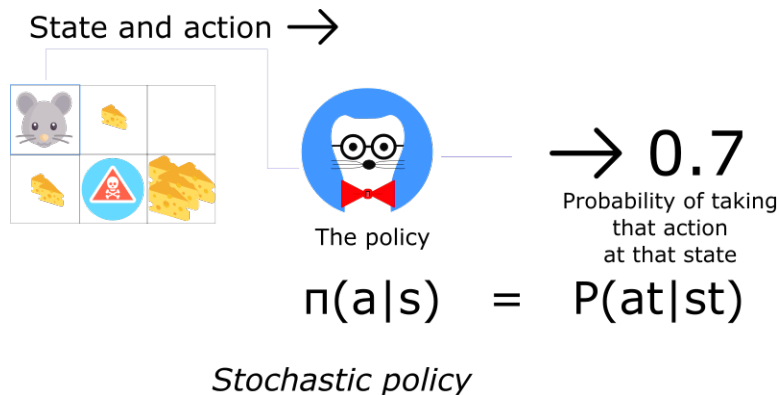 State and action →
The policy
→ 0.7
Probability of taking
that action
at that state
π(a|s) = P(at|st)
Stochastic policy